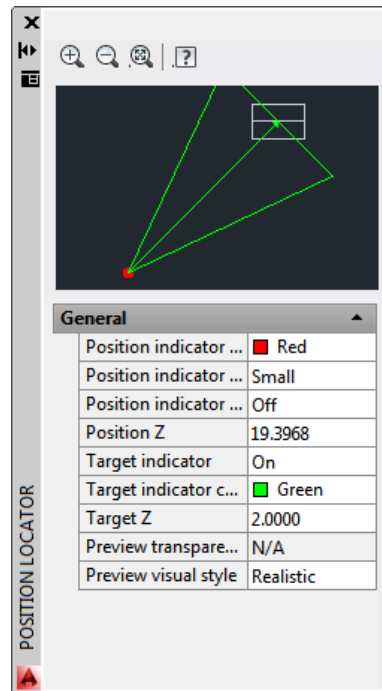 General
Position indicator ... Red
Position indicator ... Small
Position indicator ... Off
Position Z 19.3968
Target indicator On
Target indicator c... Green
Target Z 2.0000
Preview transpare... N/A
Preview visual style Realistic
POSITION LOCATOR